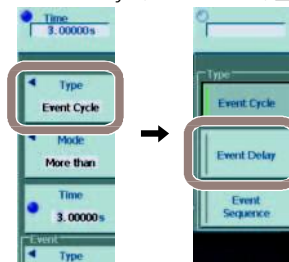 Time
3.00000s
Type
Event Cycle
Mode
More than
Time
3.00000s
Event
Type
Type
Event Cycle
Event Delay
Event
Sequence